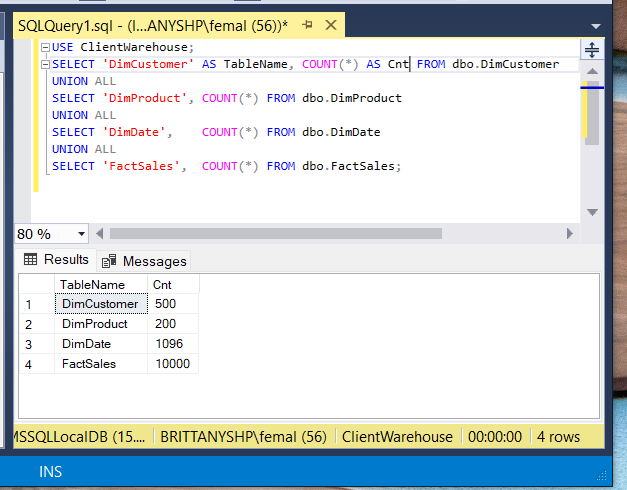 SQLQuery1.sql - (l...ANYSHP\femal (56))*
USE ClientWarehouse;
SELECT 'DimCustomer' AS TableName, COUNT(*) AS Cnt FROM dbo.DimCustomer
UNION ALL
SELECT 'DimProduct', COUNT(*) FROM dbo.DimProduct
UNION ALL
SELECT 'DimDate',    COUNT(*) FROM dbo.DimDate
UNION ALL
SELECT 'FactSales',  COUNT(*) FROM dbo.FactSales;
80 %
Results Messages
TableName Cnt
1 DimCustomer 500
2 DimProduct 200
3 DimDate 1096
4 FactSales 10000
MSSQLLocalDB (15.... BRITTANYSHP\femal (56) ClientWarehouse 00:00:00 4 rows
INS